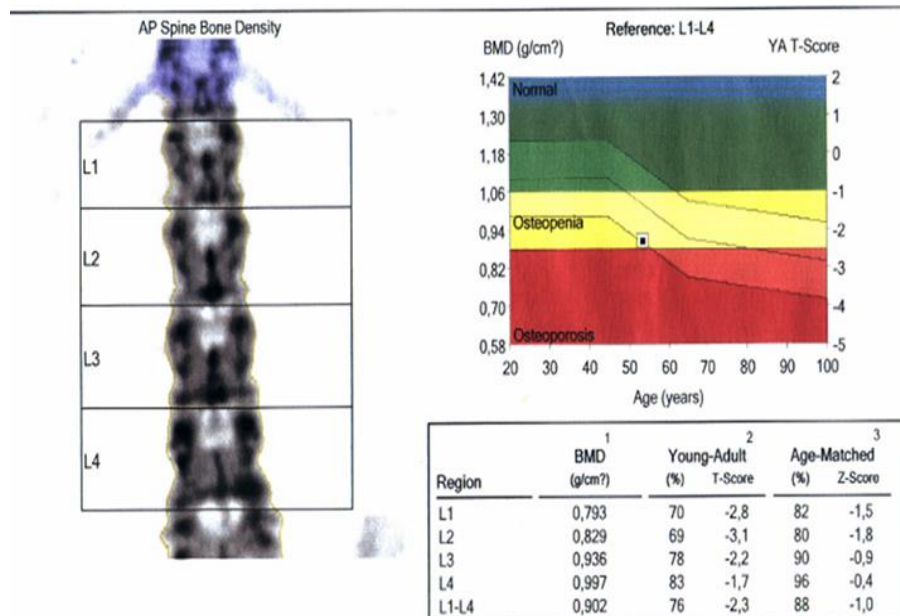 AP Spine Bone Density
L1
L2
L3
L4
Reference: L1-L4
BMD (g/cm?) YA T-Score
1,42 2
Normal
1,30 1
1,18 0
1,06 -1
Osteopenia
0,94 -2
0,82 -3
0,70 -4
Osteoporosis
0,58 -5
20 30 40 50 60 70 80 90 100
Age (years)
1 2 3
BMD Young-Adult Age-Matched
Region (g/cm?) (%) T-Score (%) Z-Score
L1 0,793 70 -2,8 82 -1,5
L2 0,829 69 -3,1 80 -1,8
L3 0,936 78 -2,2 90 -0,9
L4 0,997 83 -1,7 96 -0,4
L1-L4 0,902 76 -2,3 88 -1,0